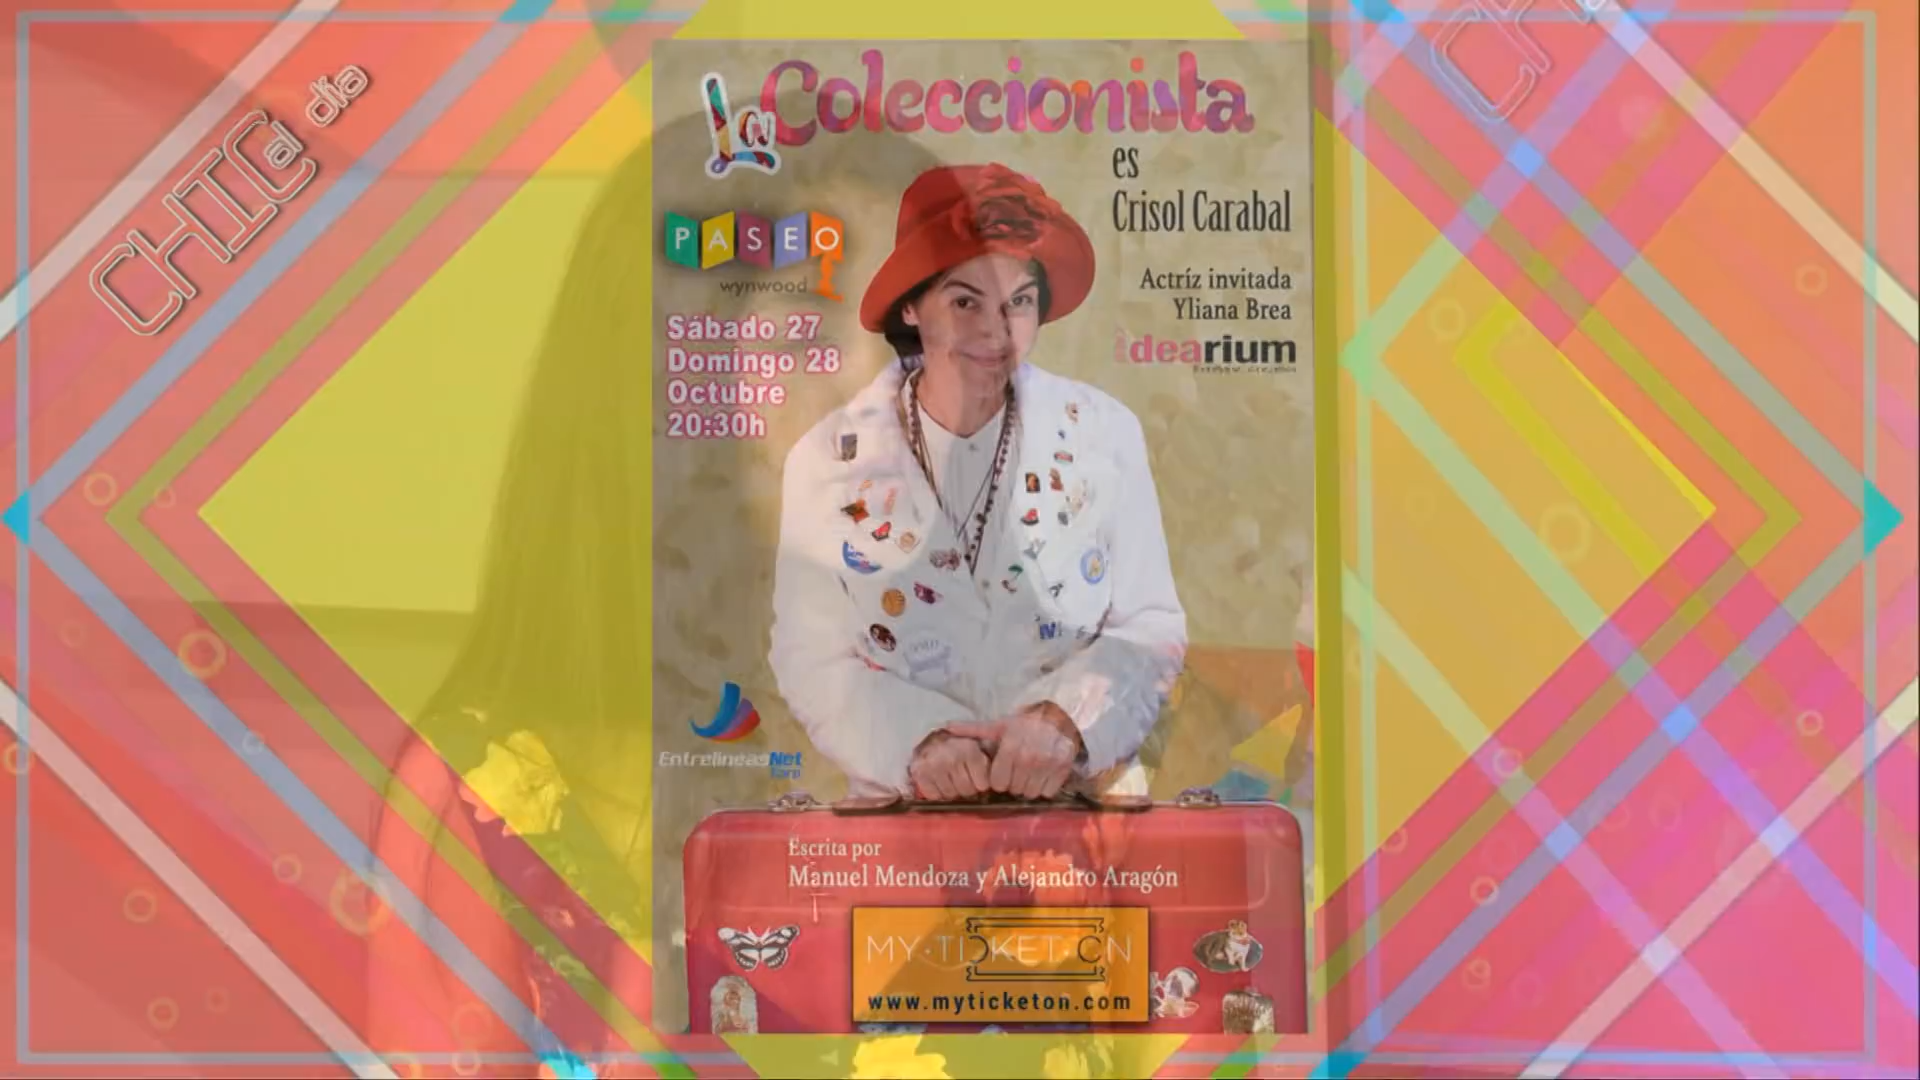 CHIC al día
La Coleccionista
es
Crisol Carabal
PASEO
wynwood
Actríz invitada
Yliana Brea
idearium
Sábado 27
Domingo 28
Octubre
20:30h
EntrelineasNet
Corp
Escrita por
Manuel Mendoza y Alejandro Aragón
MY·TICKET·ON
www.myticketon.com